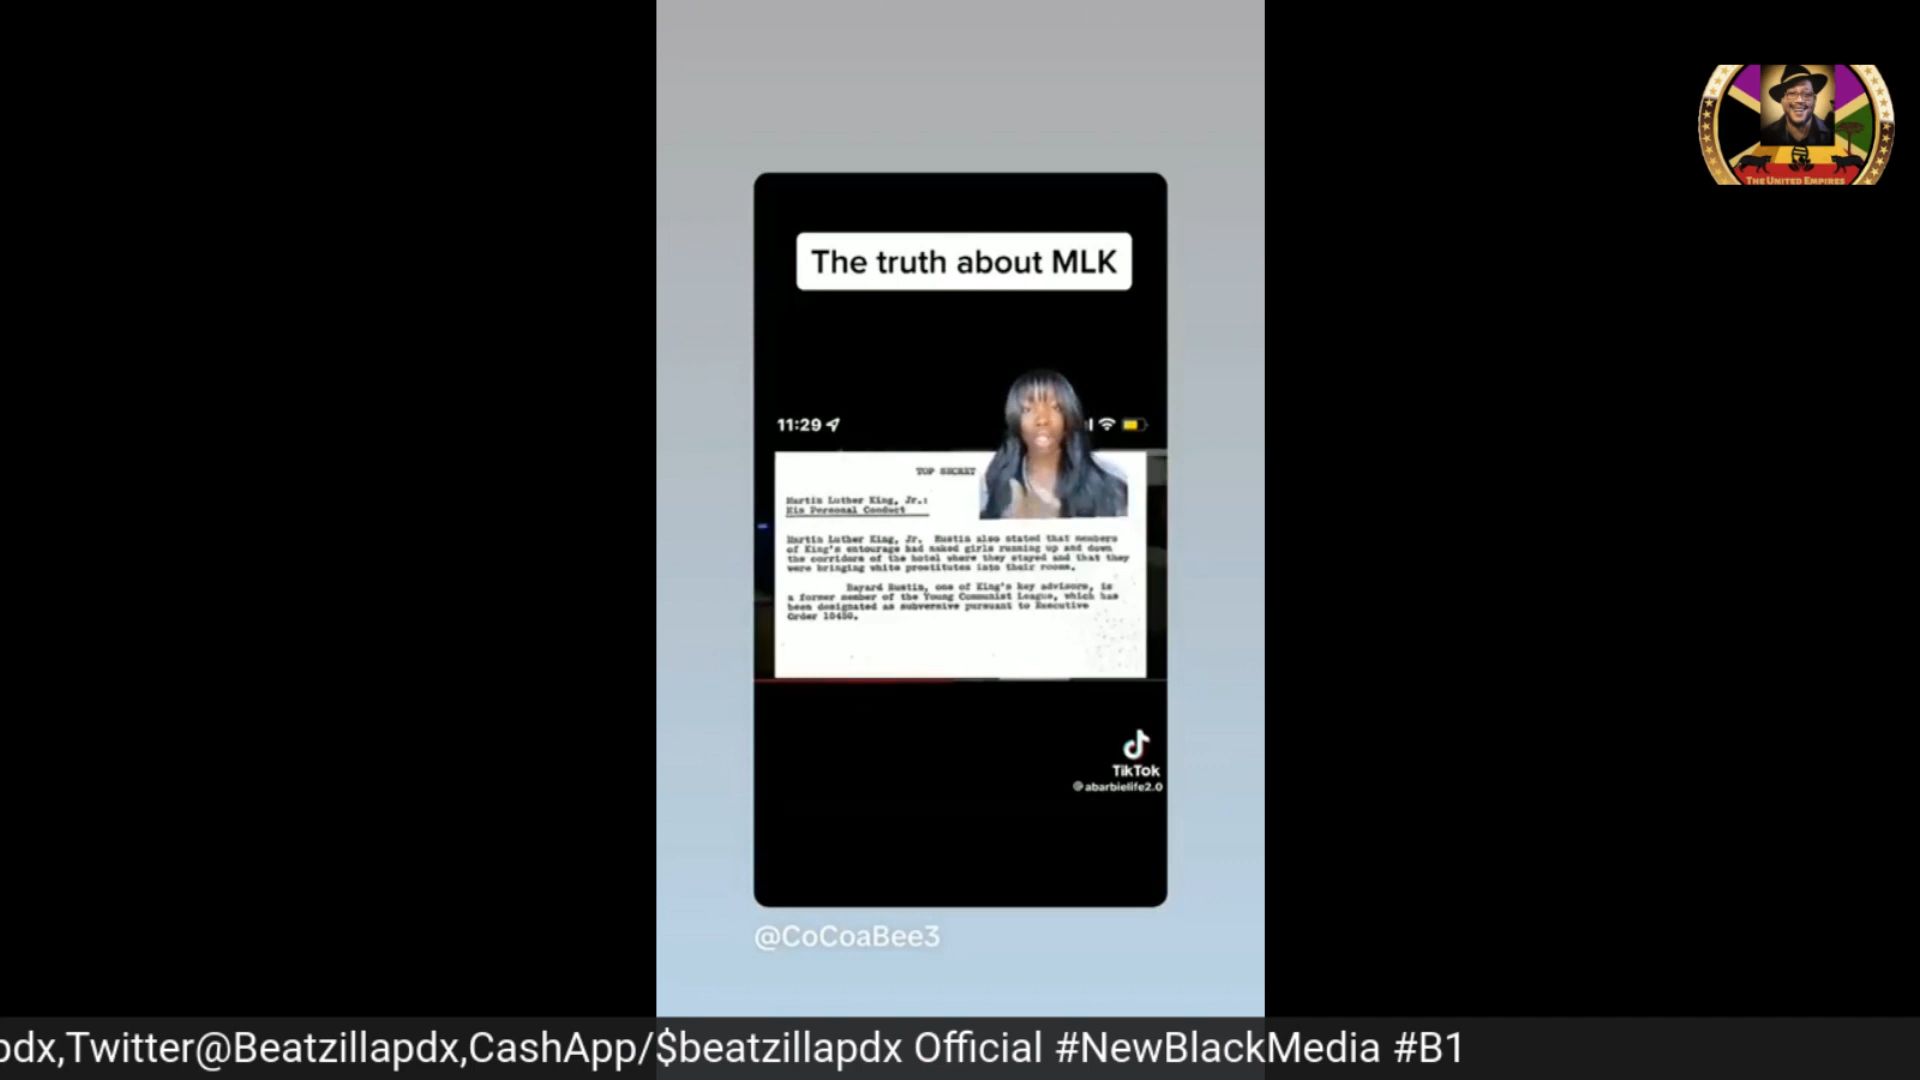 THE UNITED EMPIRES
The truth about MLK
11:29
TOP SECRET
Martin Luther King, Jr.:
His Personal Conduct
Martin Luther King, Jr. Rustin also stated that members
of King's entourage had naked girls running up and down
the corridors of the hotel where they stayed and that they
were bringing white prostitutes into their rooms.
Bayard Rustin, one of King's key advisors, is
a former member of the Young Communist League, which has
been designated as subversive pursuant to Executive
Order 10450.
TikTok
@abarbielife2.0
@CoCoaBee3
pdx,Twitter@Beatzillapdx,CashApp/$beatzillapdx Official #NewBlackMedia #B1